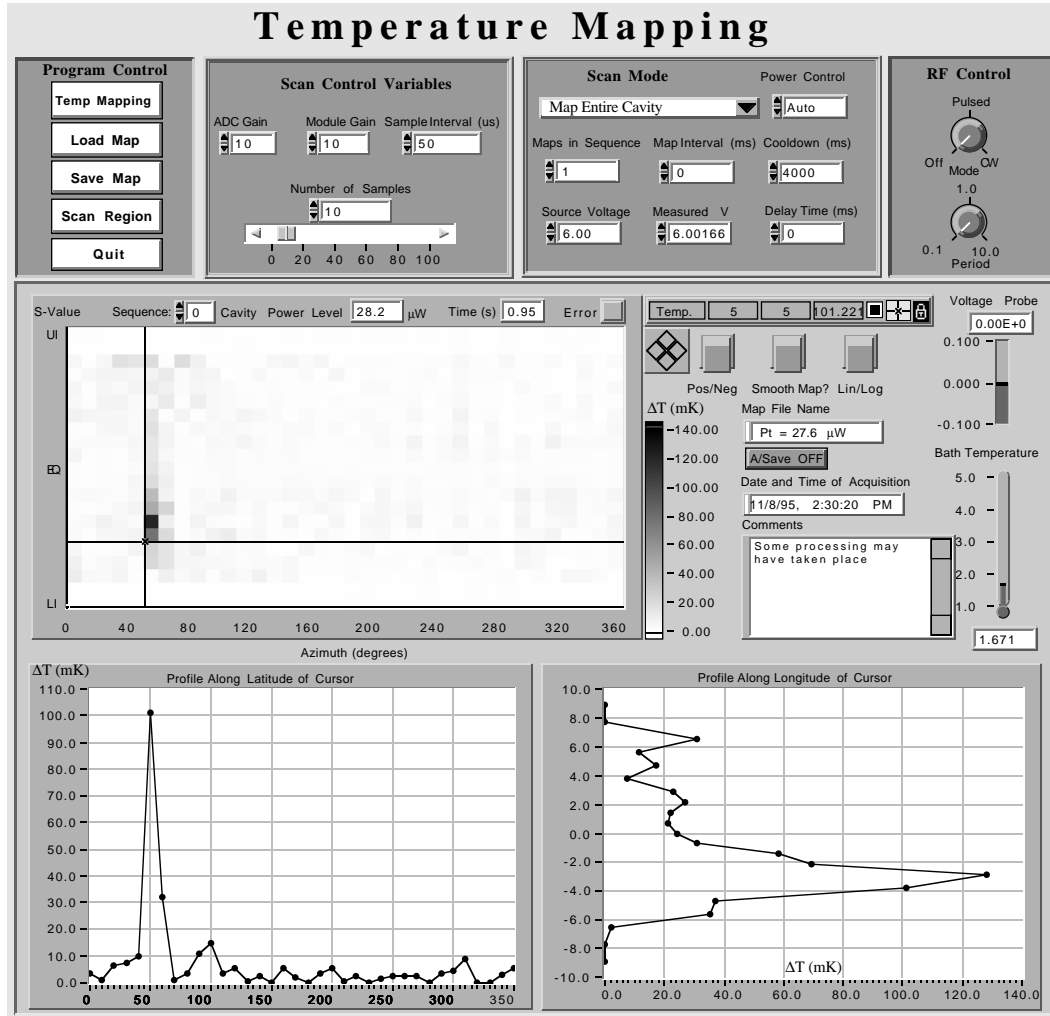 Temperature Mapping
Program Control
Temp Mapping
Load Map
Save Map
Scan Region
Quit
Scan Control Variables
ADC Gain Module Gain Sample Interval (us)
10 10 50
Number of Samples
10
0 20 40 60 80 100
Scan Mode Power Control
Map Entire Cavity Auto
Maps in Sequence Map Interval (ms) Cooldown (ms)
1 0 4000
Source Voltage Measured V Delay Time (ms)
6.00 6.00166 0
RF Control
Pulsed
Off CW
Mode
1.0
0.1 10.0
Period
S-Value Sequence: 0 Cavity Power Level 28.2 μW Time (s) 0.95 Error
UI
EQ
LI
0 40 80 120 160 200 240 280 320 360
Azimuth (degrees)
Temp. 5 5 101.221
Pos/Neg Smooth Map? Lin/Log
ΔT (mK)
140.00
120.00
100.00
80.00
60.00
40.00
20.00
0.00
Map File Name
Pt = 27.6 μW
A/Save OFF
Date and Time of Acquisition
11/8/95, 2:30:20 PM
Comments
Some processing may
have taken place
Voltage Probe
0.00E+0
0.100
0.000
-0.100
Bath Temperature
5.0
4.0
3.0
2.0
1.0
1.671
ΔT (mK)
Profile Along Latitude of Cursor
110.0
100.0
90.0
80.0
70.0
60.0
50.0
40.0
30.0
20.0
10.0
0.0
0 50 100 150 200 250 300 350
Profile Along Longitude of Cursor
10.0
8.0
6.0
4.0
2.0
0.0
-2.0
-4.0
-6.0
-8.0
-10.0
ΔT (mK)
0.0 20.0 40.0 60.0 80.0 100.0 120.0 140.0